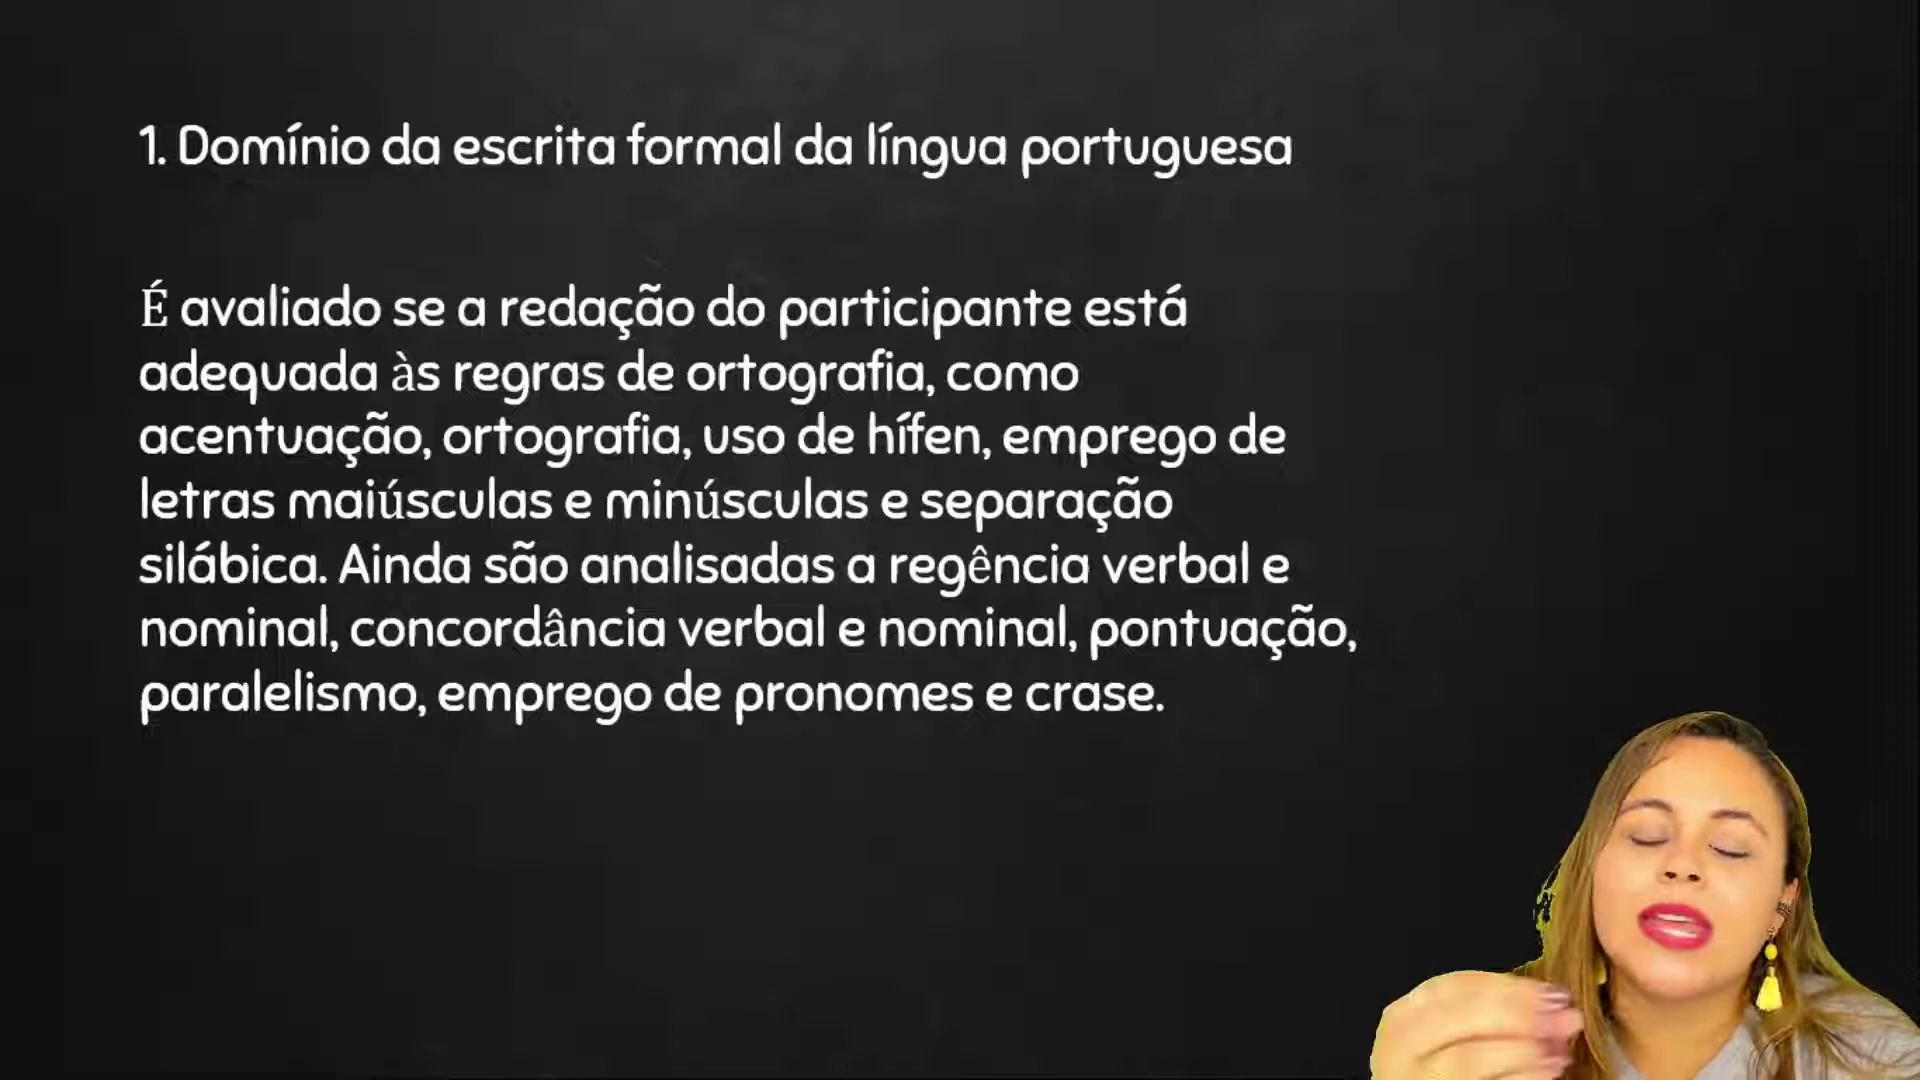 1. Domínio da escrita formal da língua portuguesa
É avaliado se a redação do participante está
adequada às regras de ortografia, como
acentuação, ortografia, uso de hífen, emprego de
letras maiúsculas e minúsculas e separação
silábica. Ainda são analisadas a regência verbal e
nominal, concordância verbal e nominal, pontuação,
paralelismo, emprego de pronomes e crase.